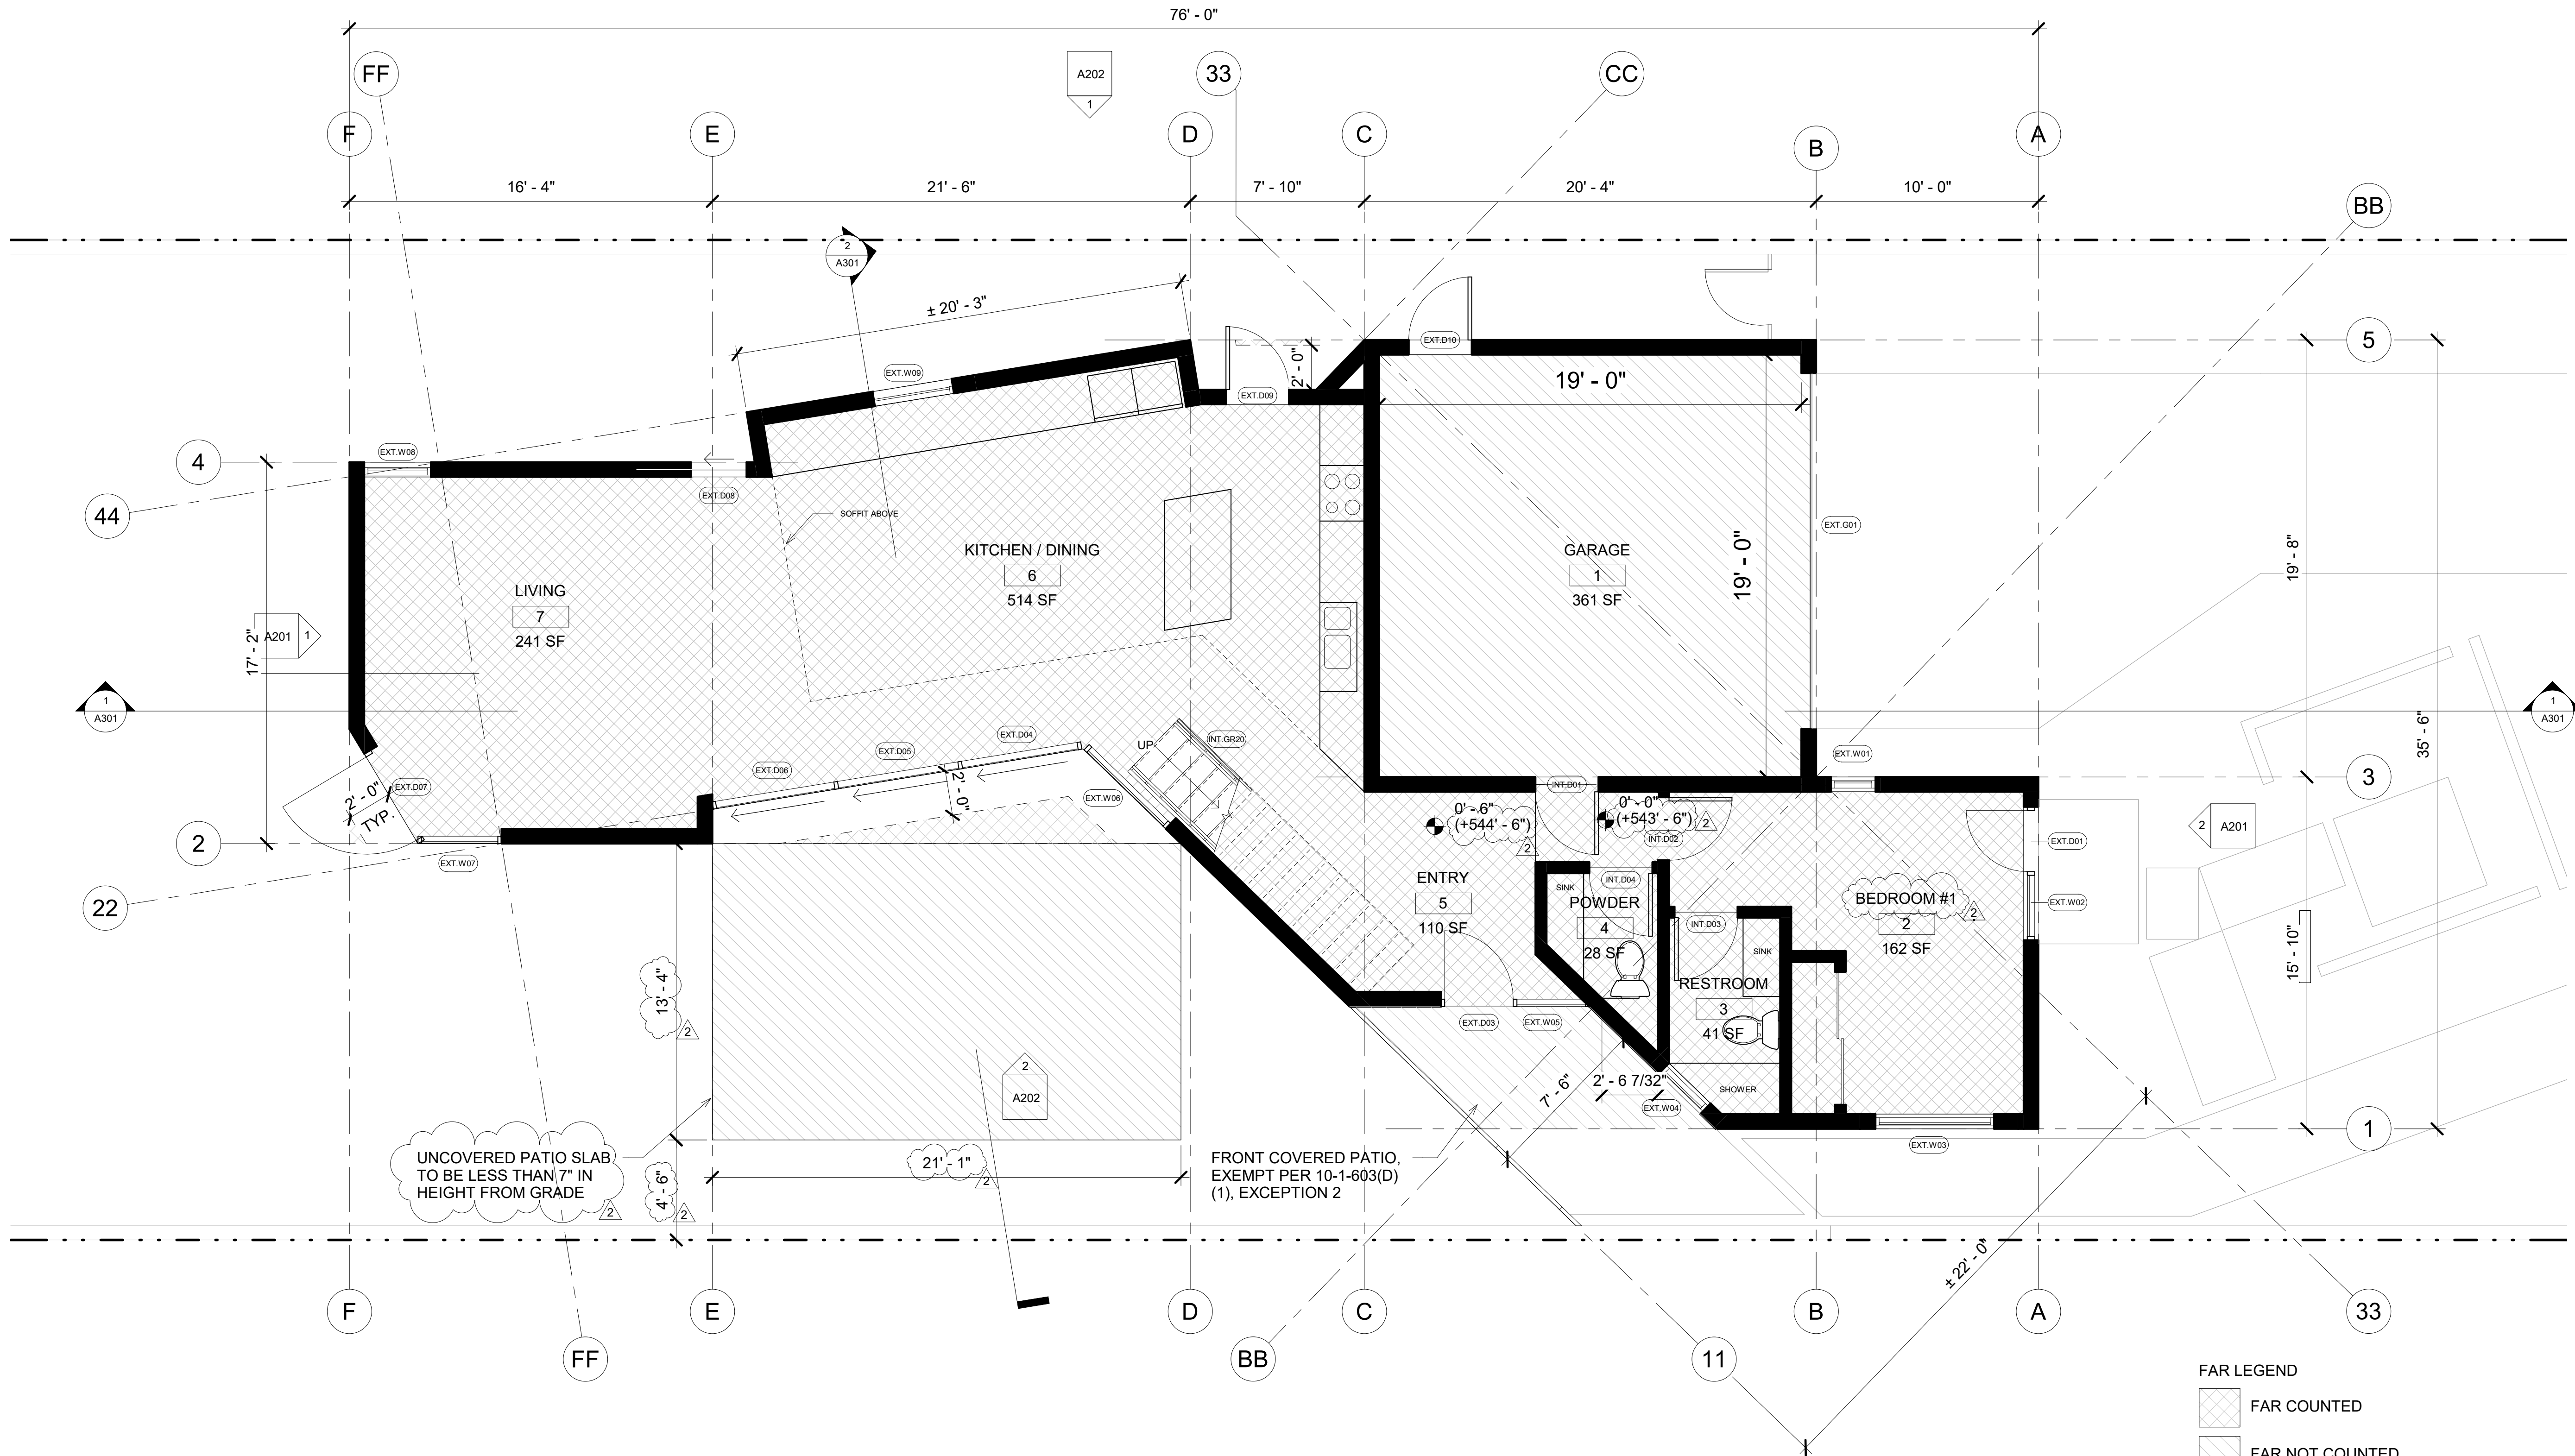 76' - 0"
FF
A202
1
33
CC
F
E
D
C
B
A
16' - 4"
21' - 6"
7' - 10"
20' - 4"
10' - 0"
BB
2
A301
± 20' - 3"
5
EXT.W09
EXT.D09
2' - 0"
EXT.D10
19' - 0"
4
EXT.W08
EXT.D08
44
SOFFIT ABOVE
KITCHEN / DINING
6
514 SF
LIVING
7
241 SF
GARAGE
1
361 SF
19' - 0"
EXT.G01
19' - 8"
17' - 2"
A201
1
1
A301
1
A301
35' - 6"
EXT.D04
EXT.D05
EXT.D06
2' - 0"
UP
INT.GR20
EXT.W06
EXT.W01
INT.D01
3
EXT.D07
2' - 0"
TYP.
0' - 6"
(+544' - 6")
2
0' - 0"
(+543' - 6")
2
INT.D02
2
A201
2
EXT.W07
EXT.D01
22
ENTRY
5
110 SF
SINK
INT.D04
POWDER
4
28 SF
INT.D03
SINK
BEDROOM #1
2
2
162 SF
EXT.W02
15' - 10"
13' - 4"
2
RESTROOM
3
41 SF
EXT.D03
EXT.W05
2
A202
7' - 6"
2' - 6 7/32"
SHOWER
EXT.W04
1
EXT.W03
UNCOVERED PATIO SLAB
TO BE LESS THAN 7" IN
HEIGHT FROM GRADE
2
4' - 6"
2
21' - 1"
2
FRONT COVERED PATIO,
EXEMPT PER 10-1-603(D)
(1), EXCEPTION 2
± 22' - 0"
F
E
D
C
B
A
33
FF
BB
11
FAR LEGEND
FAR COUNTED
FAR NOT COUNTED